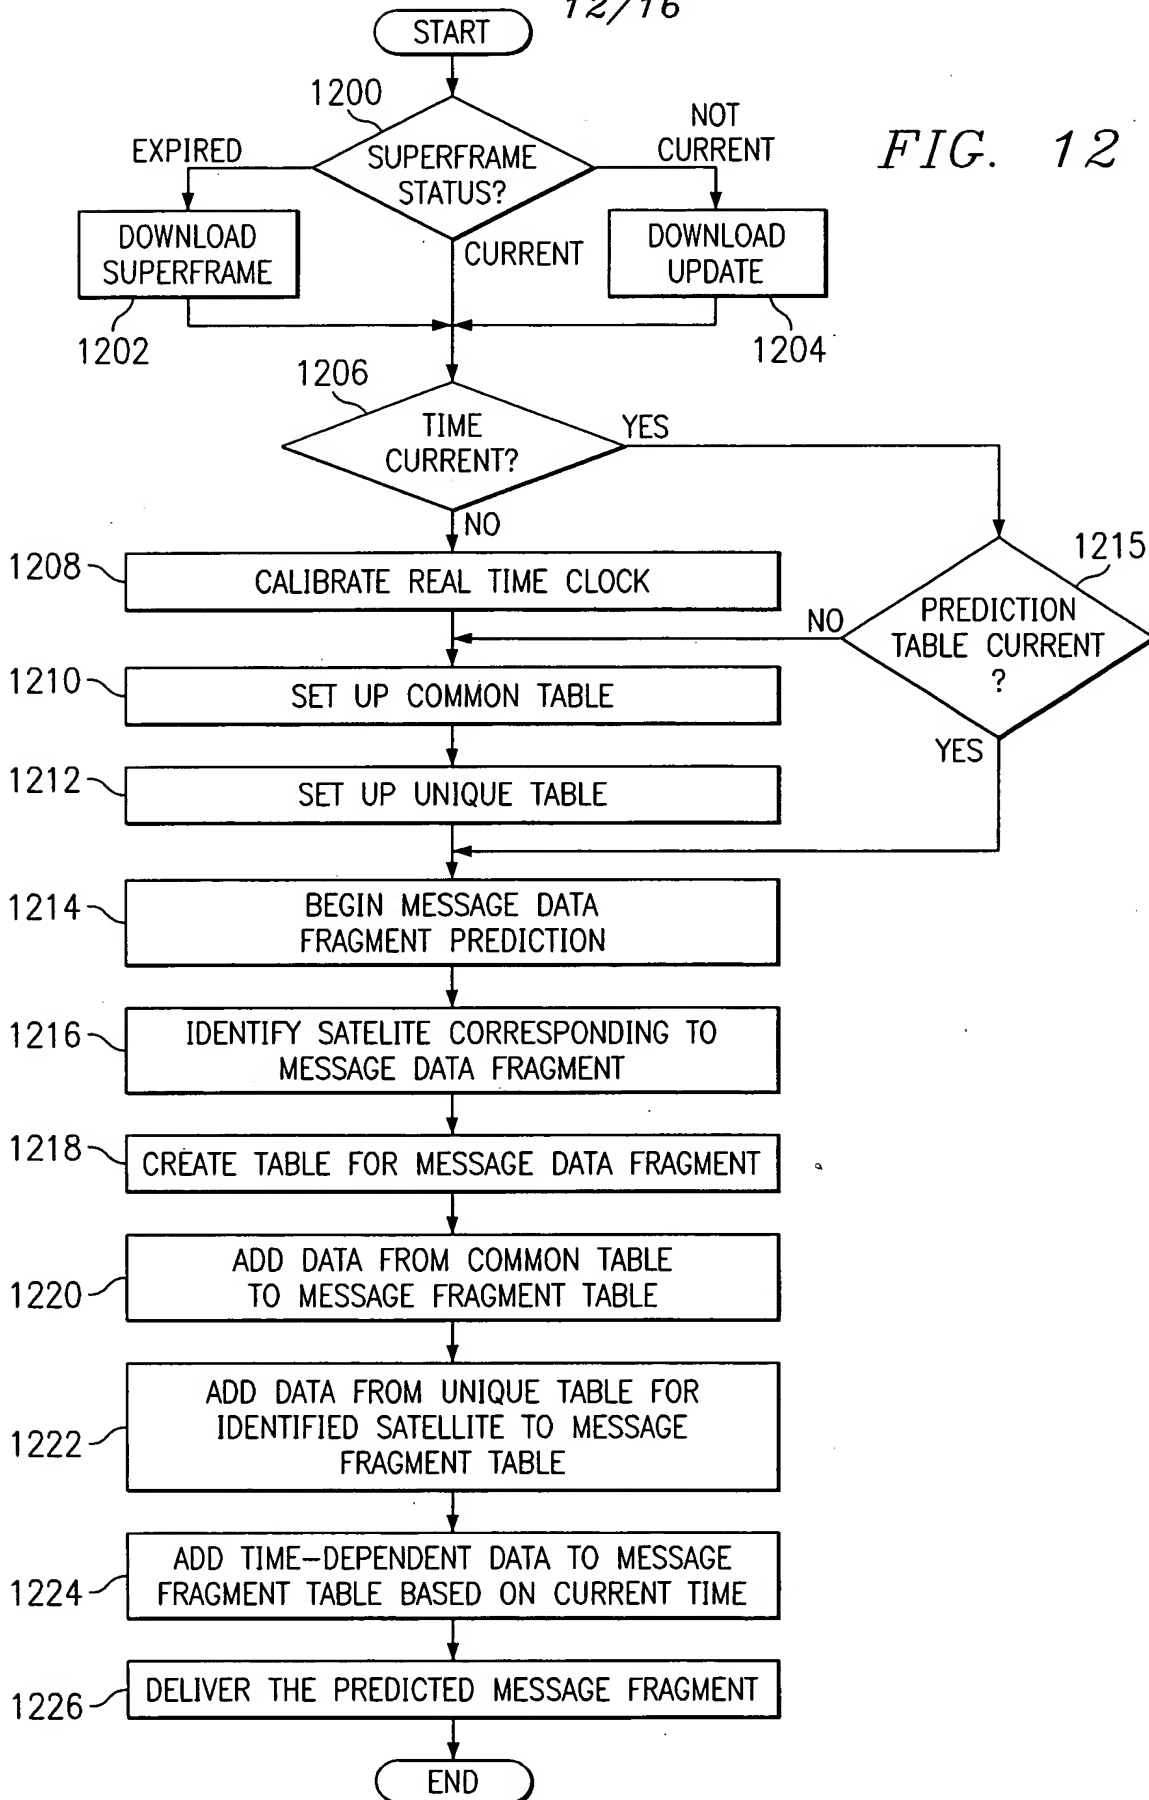 12/16
START
1200
EXPIRED
SUPERFRAME
STATUS?
NOT
CURRENT
FIG. 12
DOWNLOAD
SUPERFRAME
CURRENT
DOWNLOAD
UPDATE
1202
1204
1206
TIME
CURRENT?
YES
NO
1208
CALIBRATE REAL TIME CLOCK
1215
PREDICTION
TABLE CURRENT
?
NO
YES
1210
SET UP COMMON TABLE
1212
SET UP UNIQUE TABLE
1214
BEGIN MESSAGE DATA
FRAGMENT PREDICTION
1216
IDENTIFY SATELITE CORRESPONDING TO
MESSAGE DATA FRAGMENT
1218
CREATE TABLE FOR MESSAGE DATA FRAGMENT
1220
ADD DATA FROM COMMON TABLE
TO MESSAGE FRAGMENT TABLE
1222
ADD DATA FROM UNIQUE TABLE FOR
IDENTIFIED SATELLITE TO MESSAGE
FRAGMENT TABLE
1224
ADD TIME-DEPENDENT DATA TO MESSAGE
FRAGMENT TABLE BASED ON CURRENT TIME
1226
DELIVER THE PREDICTED MESSAGE FRAGMENT
END